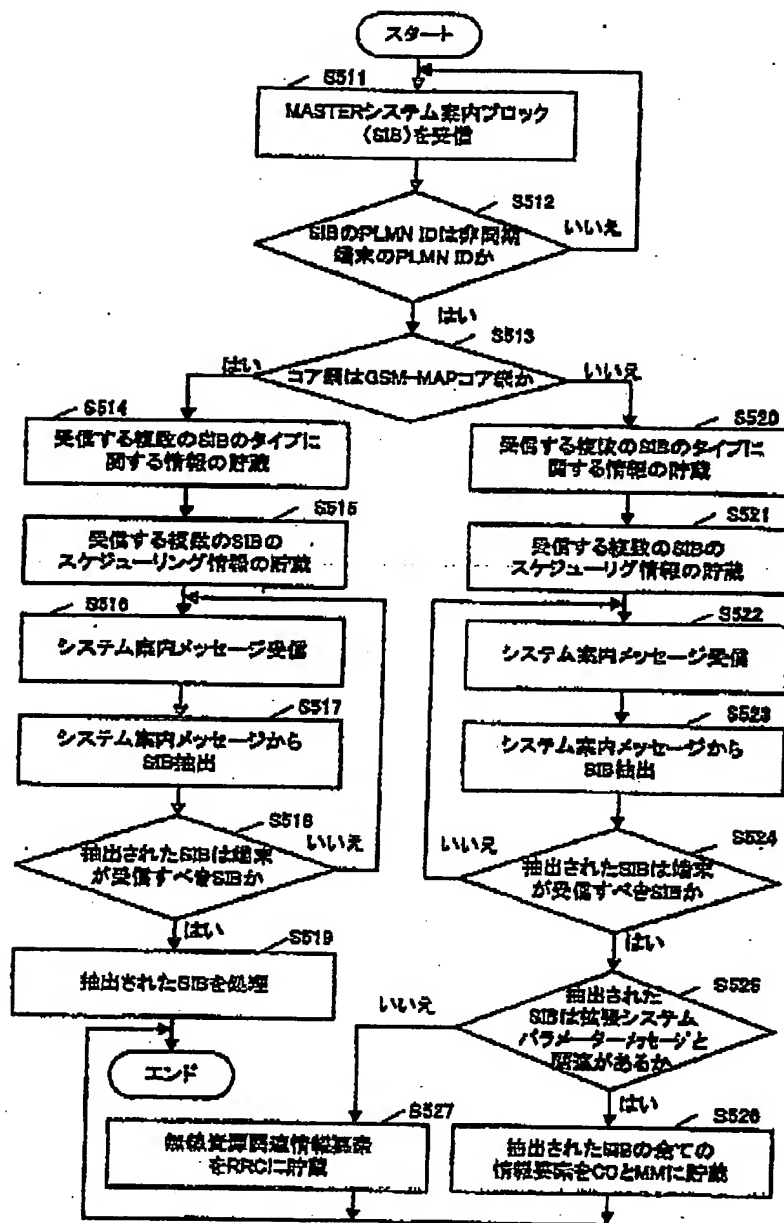 スタート
S511
MASTERシステム案内ブロック
(SIB)を受信
S512
SIBのPLMN IDは非同期
端末のPLMN IDか
いいえ
はい
S513
コア網はGSM-MAPコア網か
はい
いいえ
S514
受信する複数のSIBのタイプに
関する情報の貯蔵
S515
受信する複数のSIBの
スケジューリング情報の貯蔵
S516
システム案内メッセージ受信
S517
システム案内メッセージから
SIB抽出
S518
抽出されたSIBは端末
が受信すべきSIBか
いいえ
はい
S519
抽出されたSIBを処理
エンド
S520
受信する複数のSIBのタイプに
関する情報の貯蔵
S521
受信する複数のSIBの
スケジューリグ情報の貯蔵
S522
システム案内メッセージ受信
S523
システム案内メッセージから
SIB抽出
S524
抽出されたSIBは端末
が受信すべきSIBか
いいえ
はい
S525
抽出された
SIBは拡張システム
パラメーターメッセージと
関連があるか
いいえ
はい
S527
無線資源関連情報要素
をRRCに貯蔵
S526
抽出されたSIBの全ての
情報要素をCCとMMに貯蔵